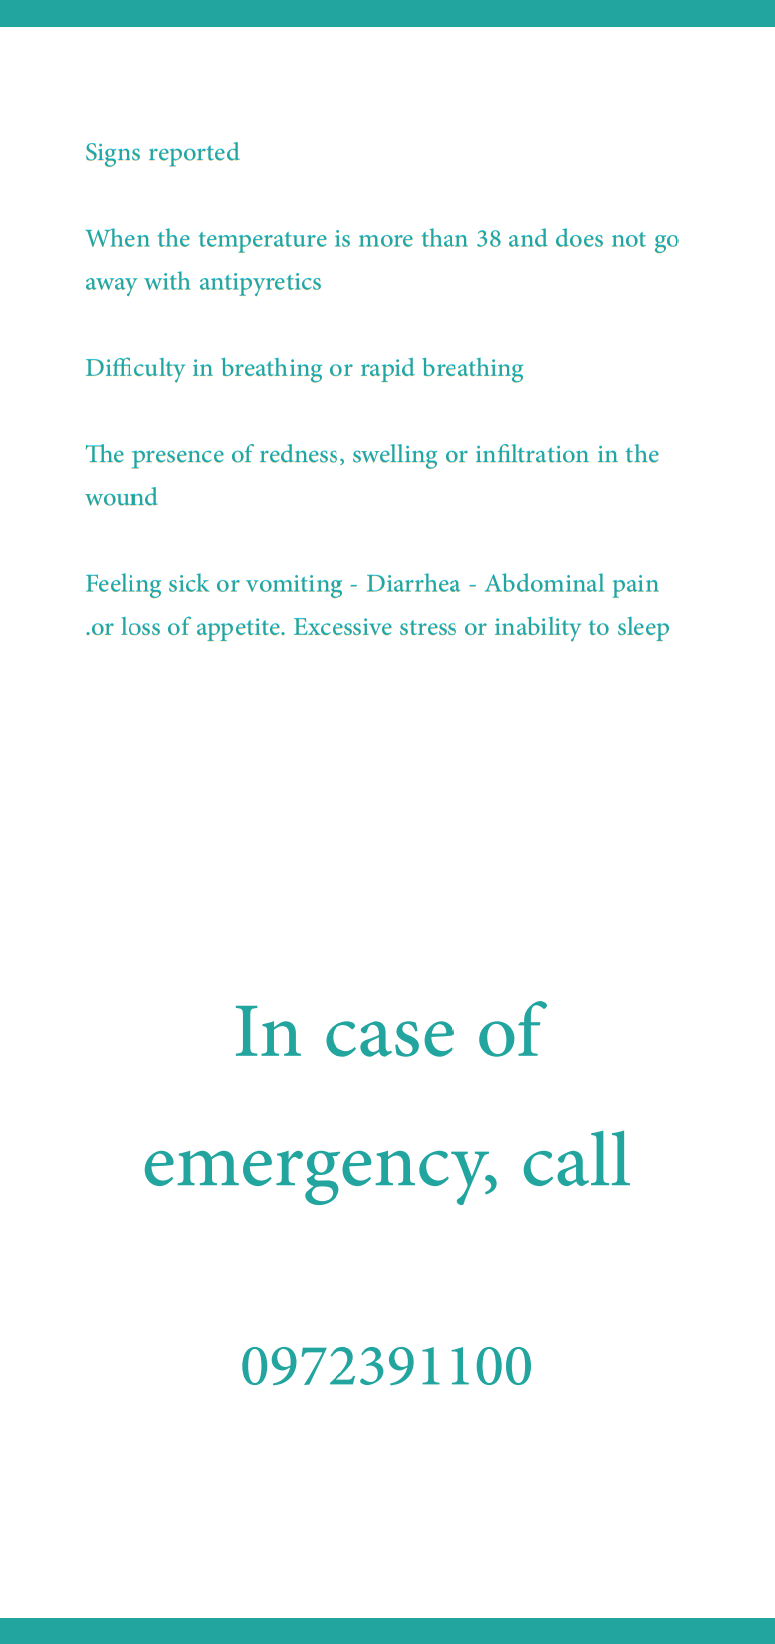 Signs reported
When the temperature is more than 38 and does not go
away with antipyretics
Difficulty in breathing or rapid breathing
The presence of redness, swelling or infiltration in the
wound
Feeling sick or vomiting - Diarrhea - Abdominal pain
.or loss of appetite. Excessive stress or inability to sleep
In case of
emergency, call
0972391100